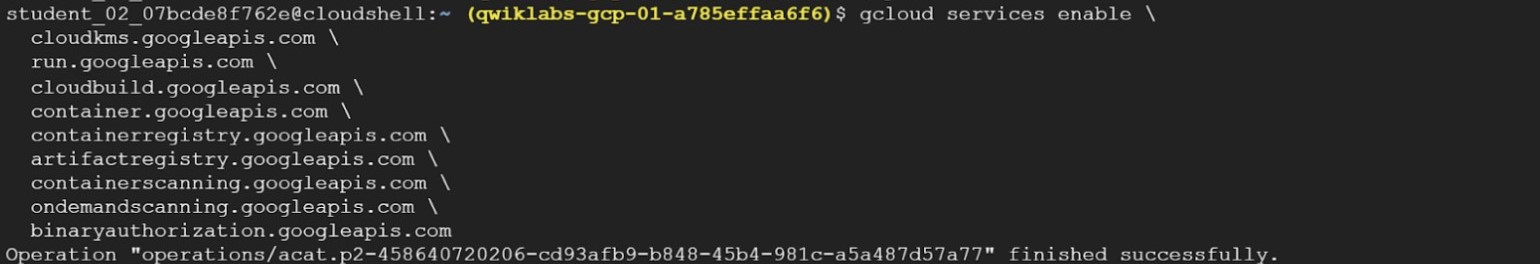 student_02_07bcde8f762e@cloudshell:~ (qwiklabs-gcp-01-a785effaa6f6)$ gcloud services enable \
cloudkms.googleapis.com \
run.googleapis.com \
cloudbuild.googleapis.com \
container.googleapis.com \
containerregistry.googleapis.com \
artifactregistry.googleapis.com \
containerscanning.googleapis.com \
ondemandscanning.googleapis.com \
binaryauthorization.googleapis.com
Operation "operations/acat.p2-458640720206-cd93afb9-b848-45b4-981c-a5a487d57a77" finished successfully.